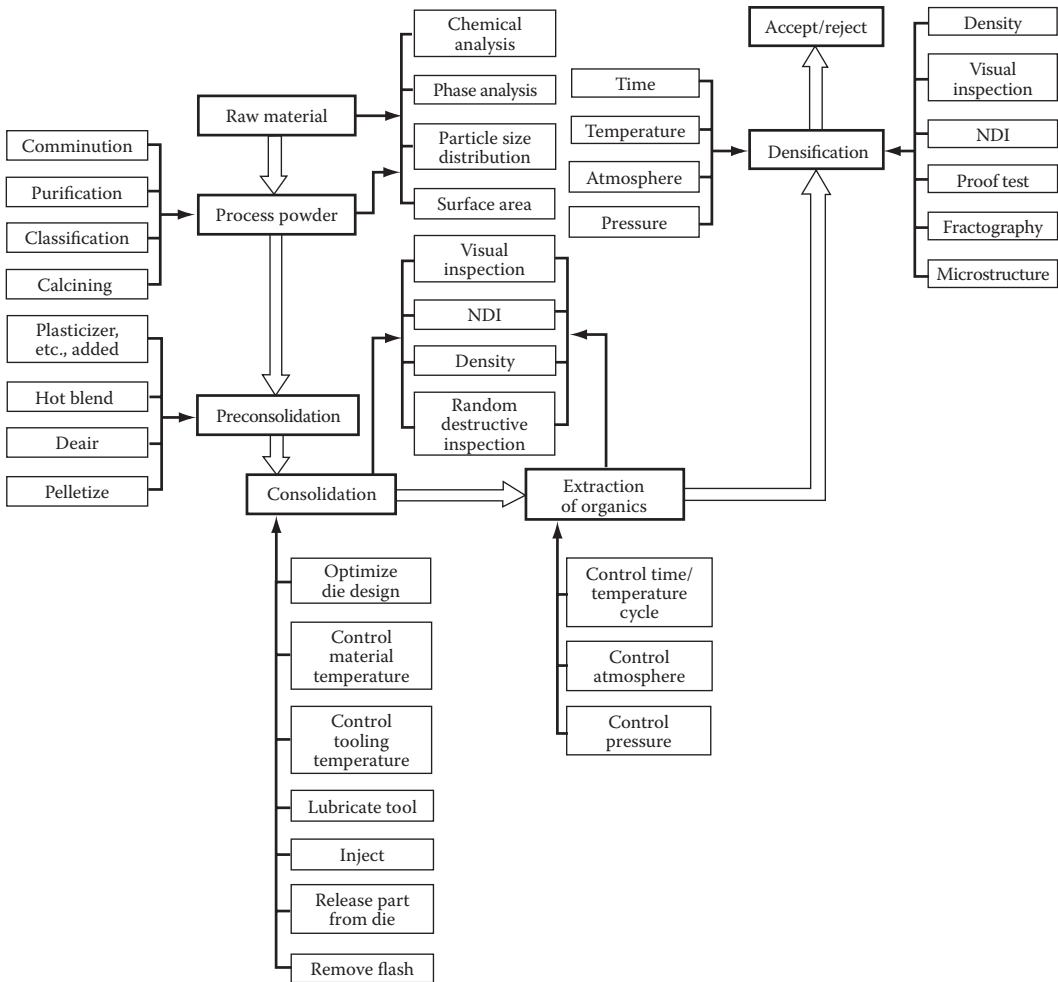 Chemical
analysis
Phase analysis
Particle size
distribution
Surface area
Raw material
Process powder
Comminution
Purification
Classification
Calcining
Plasticizer,
etc., added
Hot blend
Deair
Pelletize
Preconsolidation
Consolidation
Visual
inspection
NDI
Density
Random
destructive
inspection
Extraction
of organics
Optimize
die design
Control
material
temperature
Control
tooling
temperature
Lubricate tool
Inject
Release part
from die
Remove flash
Control time/
temperature
cycle
Control
atmosphere
Control
pressure
Time
Temperature
Atmosphere
Pressure
Accept/reject
Densification
Density
Visual
inspection
NDI
Proof test
Fractography
Microstructure